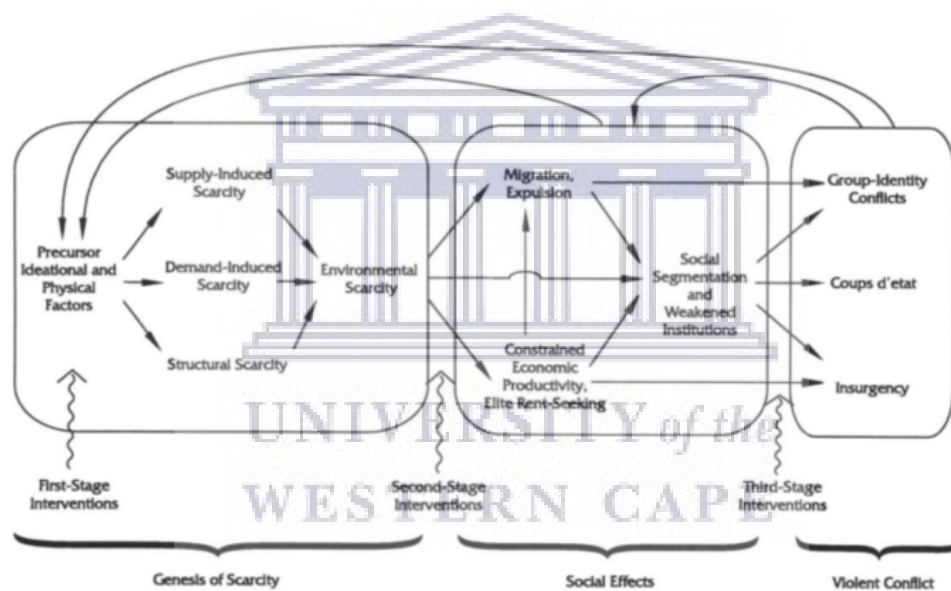 Supply-Induced
Scarcity
Precursor
Ideational and
Physical
Factors
Demand-Induced
Scarcity
Structural Scarcity
Environmental
Scarcity
Migration,
Expulsion
Social
Segmentation
and
Weakened
Institutions
Constrained
Economic
Productivity,
Elite Rent-Seeking
Group-Identity
Conflicts
Coups d'etat
Insurgency
UNIVERSITY of the
WESTERN CAPE
First-Stage
Interventions
Second-Stage
Interventions
Third-Stage
Interventions
Genesis of Scarcity
Social Effects
Violent Conflict